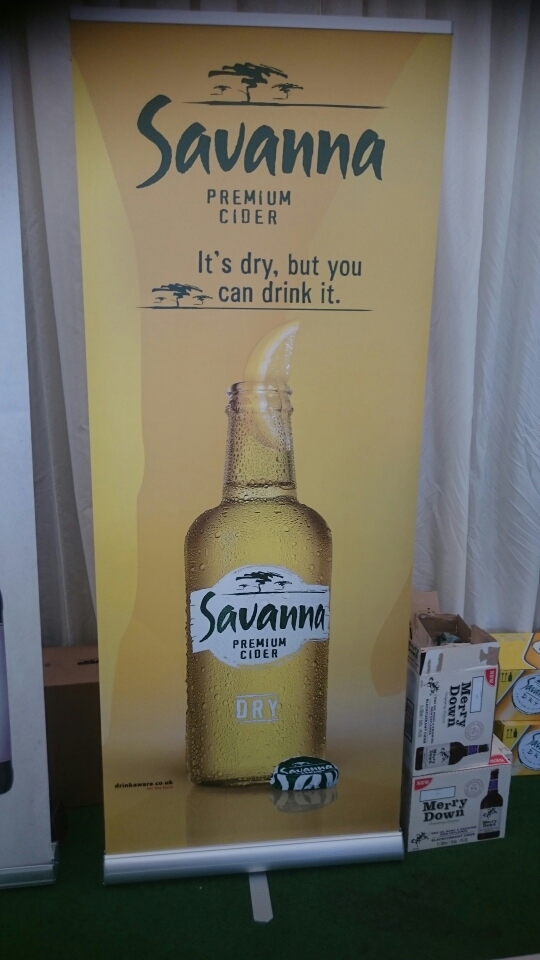 Savanna
PREMIUM
CIDER
It's dry, but you
can drink it.
Savanna
PREMIUM
CIDER
DRY
drinkaware.co.uk
Merry
Down
Merry
Down